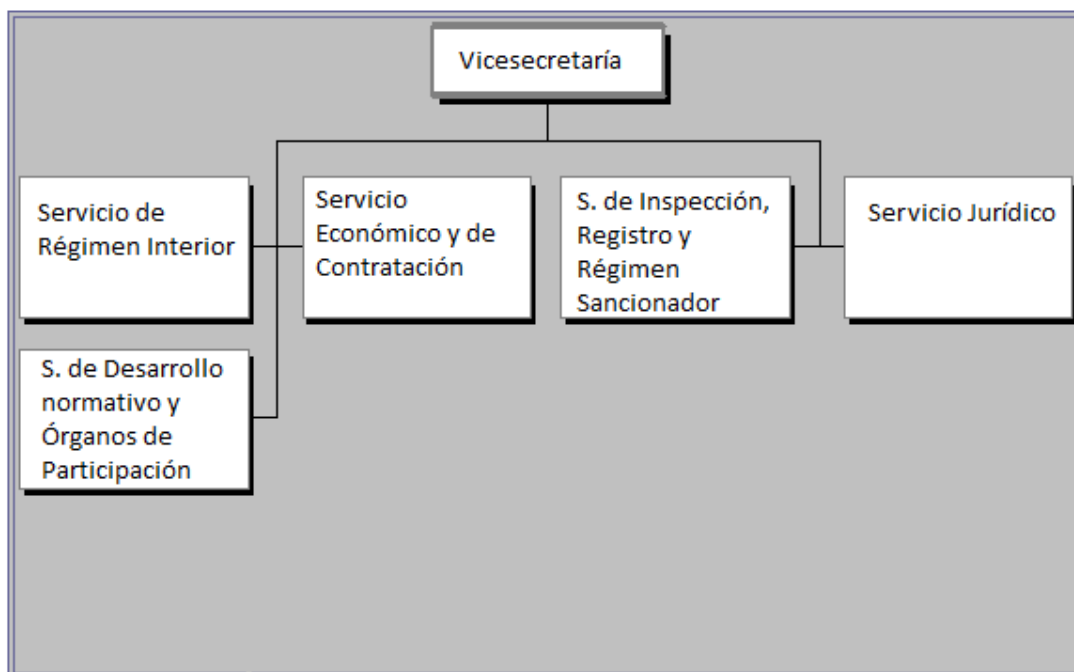 Vicesecretaría
Servicio de
Régimen Interior
Servicio
Económico y de
Contratación
S. de Inspección,
Registro y
Régimen
Sancionador
Servicio Jurídico
S. de Desarrollo
normativo y
Órganos de
Participación